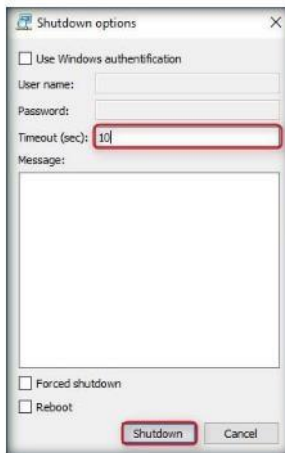 Shutdown options
Use Windows authentification
User name:
Password:
Timeout (sec): 10
Message:
Forced shutdown
Reboot
Shutdown Cancel